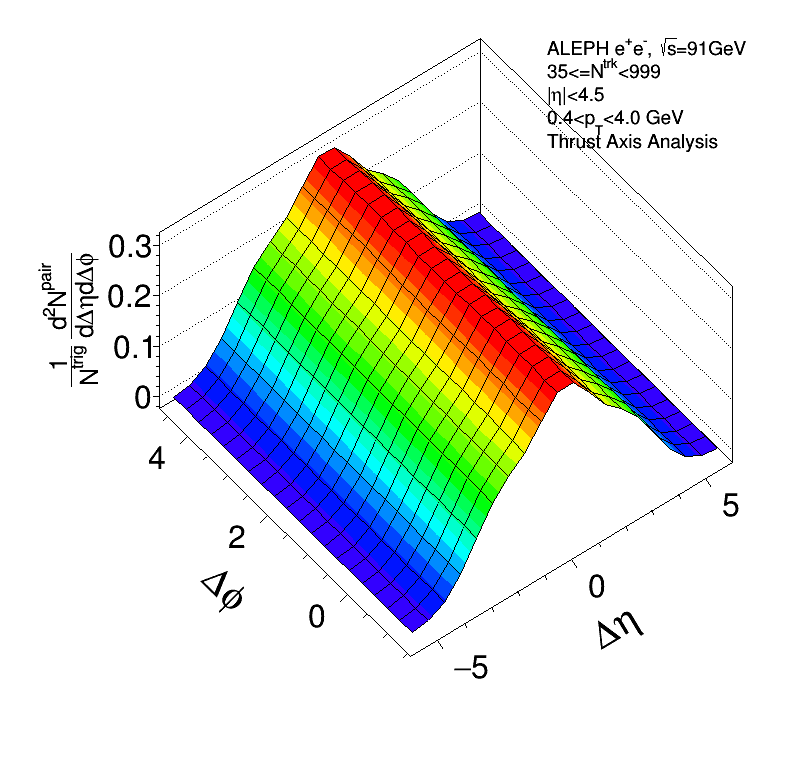 ALEPH e⁺e⁻, √s=91GeV
35<=Nᵗʳᵏ<999
|η|<4.5
0.4<p_T<4.0 GeV
Thrust Axis Analysis
1/N^trig d²N^pair/dΔηdΔϕ
0.3
0.2
0.1
0
4
2
0
Δϕ
−5
0
5
Δη